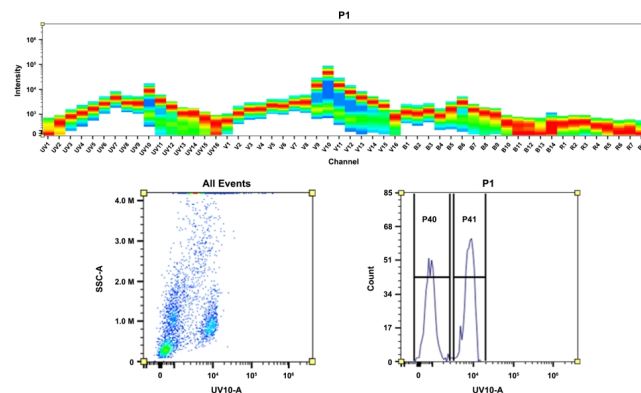 P1
Intensity
10⁶
10⁵
10⁴
10³
0
UV1 UV2 UV3 UV4 UV5 UV6 UV7 UV8 UV9 UV10 UV11 UV12 UV13 UV14 UV15 UV16 V1 V2 V3 V4 V5 V6 V7 V8 V9 V10 V11 V12 V13 V14 V15 V16 B1 B2 B3 B4 B5 B6 B7 B8 B9 B10 B11 B12 B13 B14 R1 R2 R3 R4 R5 R6 R7
Channel
All Events
SSC-A
4.0 M
3.0 M
2.0 M
1.0 M
0
0 10⁴ 10⁵ 10⁶
UV10-A
P1
Count
85
68
51
34
17
0
P40 P41
0 10⁴ 10⁵ 10⁶
UV10-A